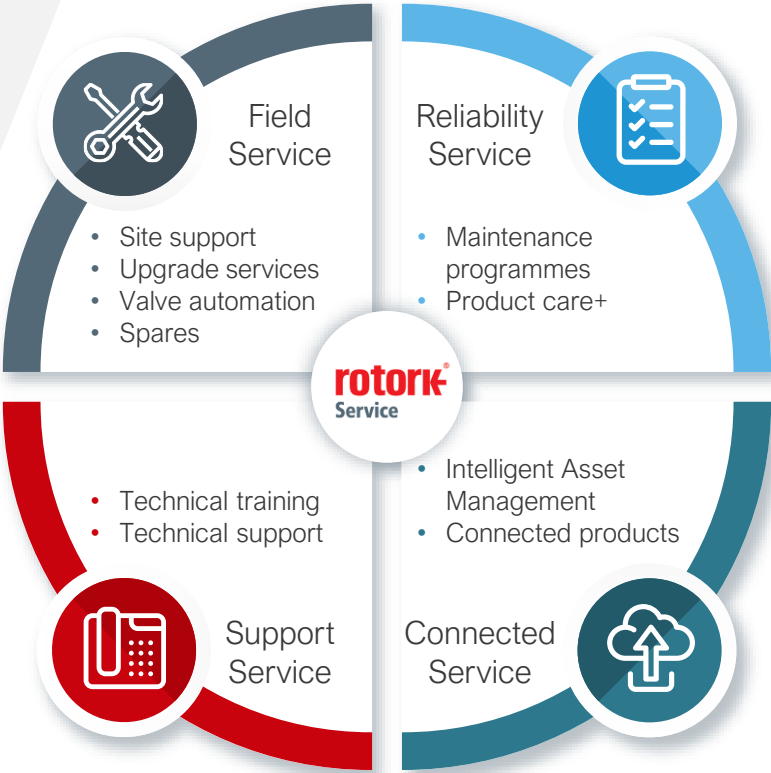 Field
Service
• Site support
• Upgrade services
• Valve automation
• Spares
Reliability
Service
• Maintenance
programmes
• Product care+
rotork®
Service
• Technical training
• Technical support
Support
Service
• Intelligent Asset
Management
• Connected products
Connected
Service